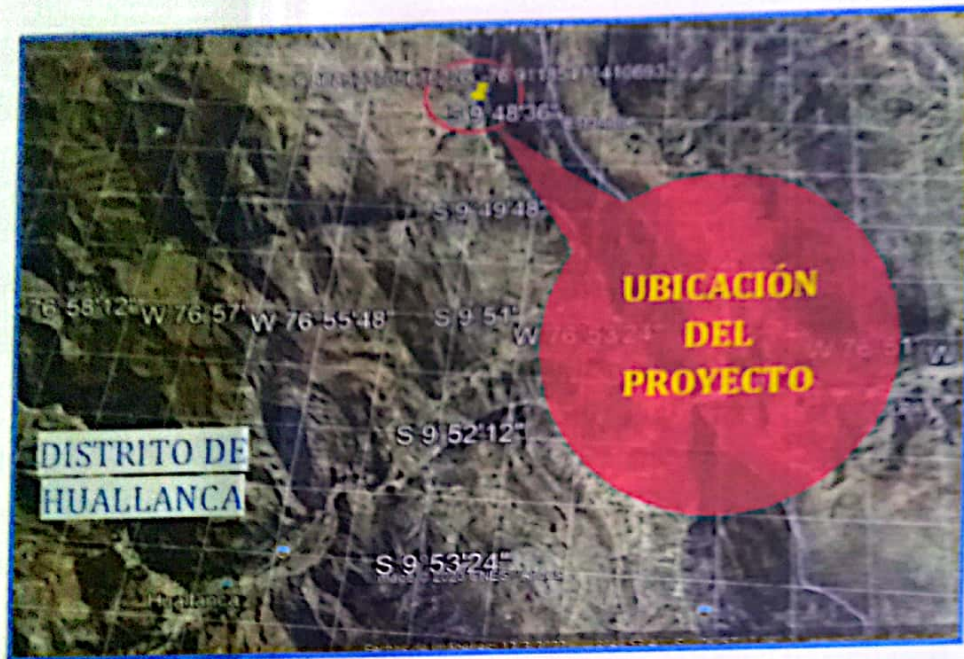 S 9°48'36"
S 9°49'48"
UBICACIÓN
DEL
PROYECTO
76°58'12" W 76°57' W 76°55'48" S 9°51' W 76°53'24" W 76°51' W
S 9°52'12"
DISTRITO DE
HUALLANCA
S 9°53'24"
Huallanca